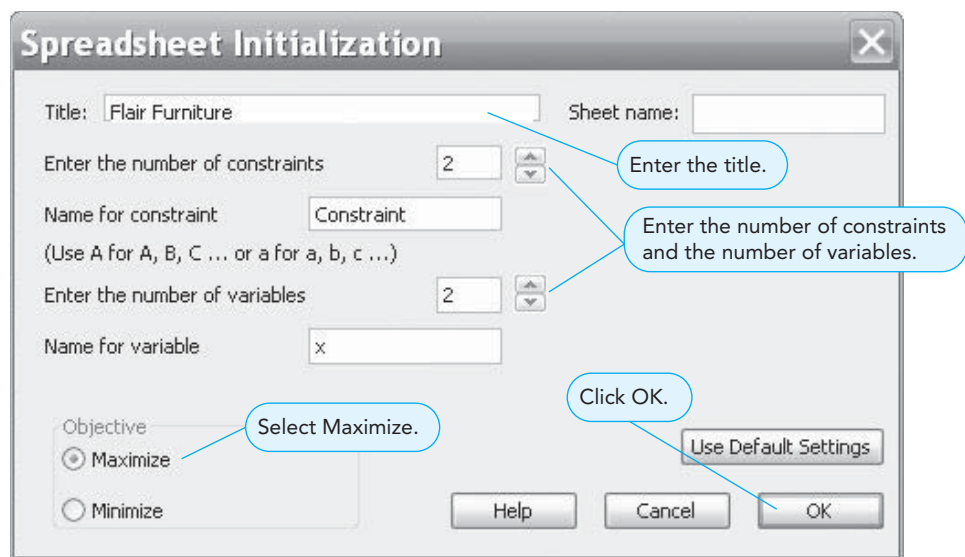 Spreadsheet Initialization
Title: Flair Furniture Sheet name:
Enter the number of constraints 2
Enter the title.
Name for constraint Constraint
Enter the number of constraints
and the number of variables.
(Use A for A, B, C ... or a for a, b, c ...)
Enter the number of variables 2
Name for variable x
Click OK.
Objective
Select Maximize.
Maximize
Use Default Settings
Minimize
Help Cancel OK